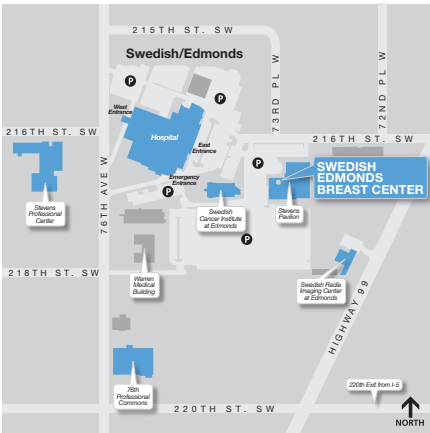 215TH ST. SW
Swedish/Edmonds
P
P
West
Entrance
Hospital
East
Entrance
73RD PL W
72ND PL W
216TH ST. SW
216TH ST. SW
P
Emergency
Entrance
P
SWEDISH
EDMONDS
BREAST CENTER
Stevens
Professional
Center
76TH AVE W
Swedish
Cancer Institute
at Edmonds
Stevens
Pavilion
P
218TH ST. SW
Warren
Medical
Building
Swedish Redia
Imaging Center
at Edmonds
HIGHWAY 99
76th
Professional
Commons
220th Exit from I-5
220TH ST. SW
NORTH